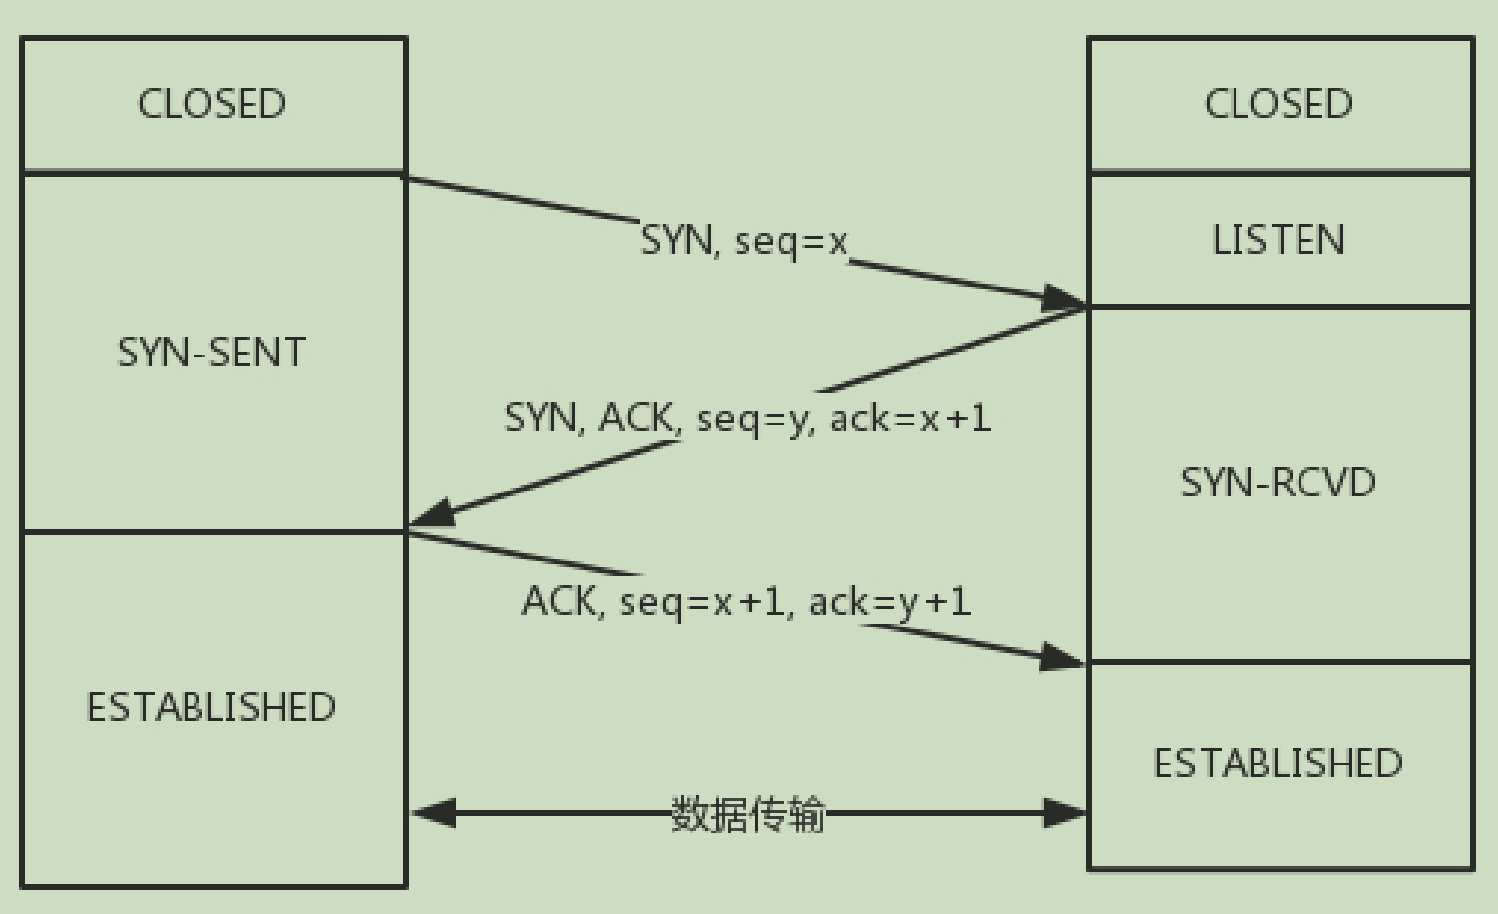 CLOSED
CLOSED
SYN, seq=x
LISTEN
SYN-SENT
SYN, ACK, seq=y, ack=x+1
SYN-RCVD
ACK, seq=x+1, ack=y+1
ESTABLISHED
ESTABLISHED
数据传输